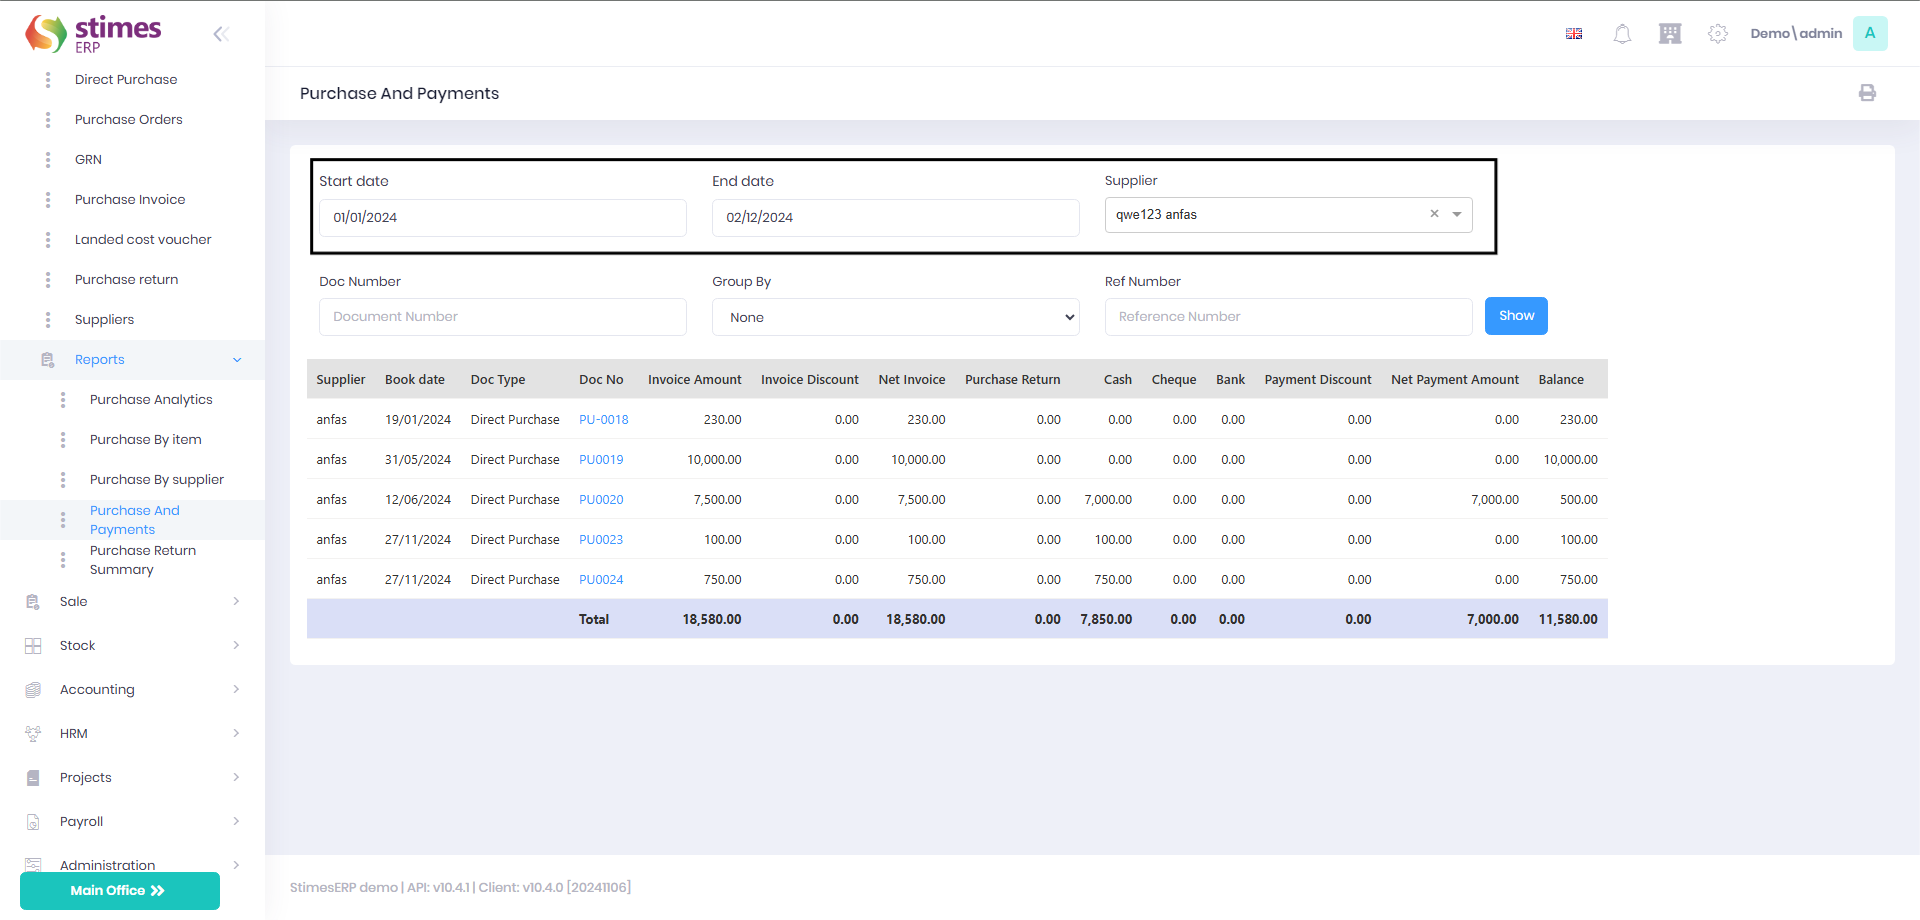 stimes
ERP
Demo\admin
A
Direct Purchase
Purchase Orders
GRN
Purchase Invoice
Landed cost voucher
Purchase return
Suppliers
Reports
Purchase Analytics
Purchase By item
Purchase By supplier
Purchase And
Payments
Purchase Return
Summary
Sale
Stock
Accounting
HRM
Projects
Payroll
Administration
Main Office
Purchase And Payments
Start date End date Supplier
01/01/2024 02/12/2024 qwe123 anfas
Doc Number Group By Ref Number
Document Number None Reference Number Show
Supplier Book date Doc Type Doc No Invoice Amount Invoice Discount Net Invoice Purchase Return Cash Cheque Bank Payment Discount Net Payment Amount Balance
anfas 19/01/2024 Direct Purchase PU-0018 230.00 0.00 230.00 0.00 0.00 0.00 0.00 0.00 0.00 230.00
anfas 31/05/2024 Direct Purchase PU0019 10,000.00 0.00 10,000.00 0.00 0.00 0.00 0.00 0.00 0.00 10,000.00
anfas 12/06/2024 Direct Purchase PU0020 7,500.00 0.00 7,500.00 0.00 7,000.00 0.00 0.00 0.00 7,000.00 500.00
anfas 27/11/2024 Direct Purchase PU0023 100.00 0.00 100.00 0.00 100.00 0.00 0.00 0.00 0.00 100.00
anfas 27/11/2024 Direct Purchase PU0024 750.00 0.00 750.00 0.00 750.00 0.00 0.00 0.00 0.00 750.00
Total 18,580.00 0.00 18,580.00 0.00 7,850.00 0.00 0.00 0.00 7,000.00 11,580.00
StimesERP demo | API: v10.4.1 | Client: v10.4.0 [20241106]